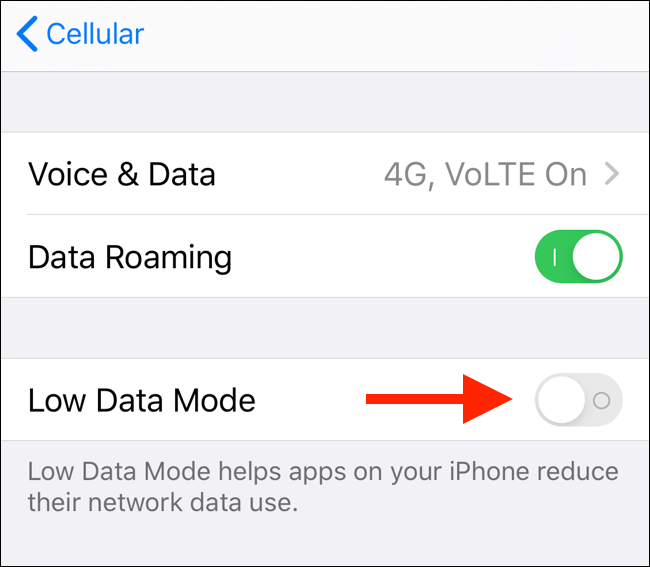 Cellular
Voice & Data 4G, VoLTE On
Data Roaming
Low Data Mode
Low Data Mode helps apps on your iPhone reduce
their network data use.